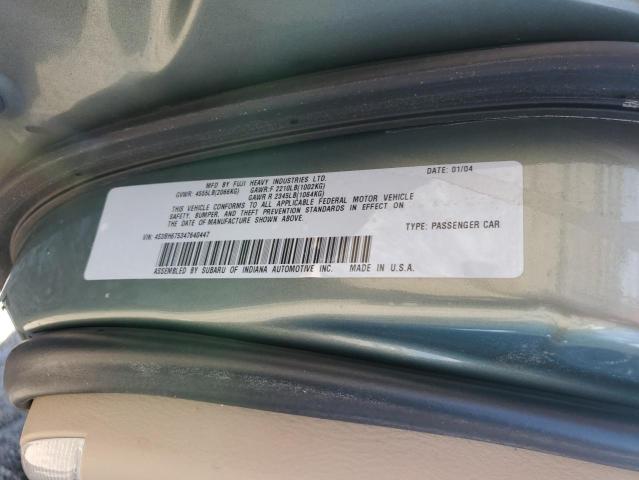 MFD BY FUJI HEAVY INDUSTRIES LTD. DATE: 01/04
GVWR: 4555LB(2066KG) GAWR:F 2210LB(1002KG)
GAWR R 2345LB(1064KG)
THIS VEHICLE CONFORMS TO ALL APPLICABLE FEDERAL MOTOR VEHICLE
SAFETY, BUMPER, AND THEFT PREVENTION STANDARDS IN EFFECT ON
THE DATE OF MANUFACTURE SHOWN ABOVE.
VIN: 4S3BH675347640447 TYPE: PASSENGER CAR
ASSEMBLED BY SUBARU OF INDIANA AUTOMOTIVE INC. MADE IN U.S.A.